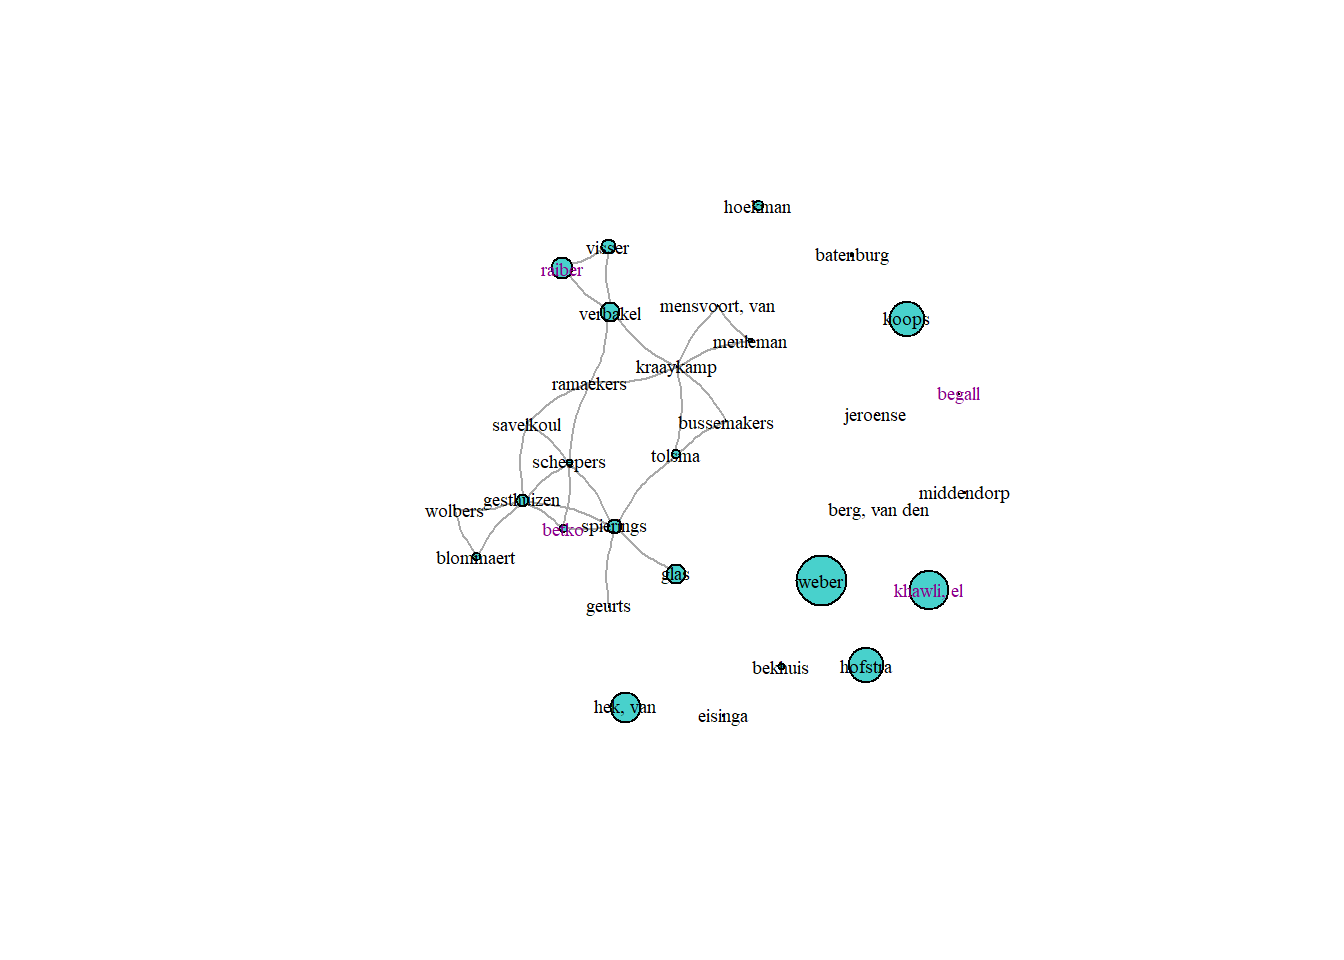 hoekman
visser
batenburg
raiber
mensvoort, van
verbakel
koops
meuleman
kraaykamp
ramaekers
begall
jeroense
savelkoul
bussemakers
scheepers
tolsma
middendorp
gesthuizen
wolbers
berg, van den
betko
spierings
blommaert
glas
weber
khawli, el
geurts
bekhuis
hofstra
hek, van
eisinga